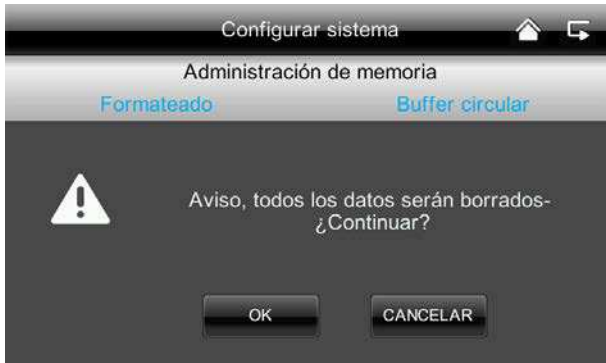 Configurar sistema
Administración de memoria
Formateado Buffer circular
Aviso, todos los datos serán borrados-
¿Continuar?
OK CANCELAR